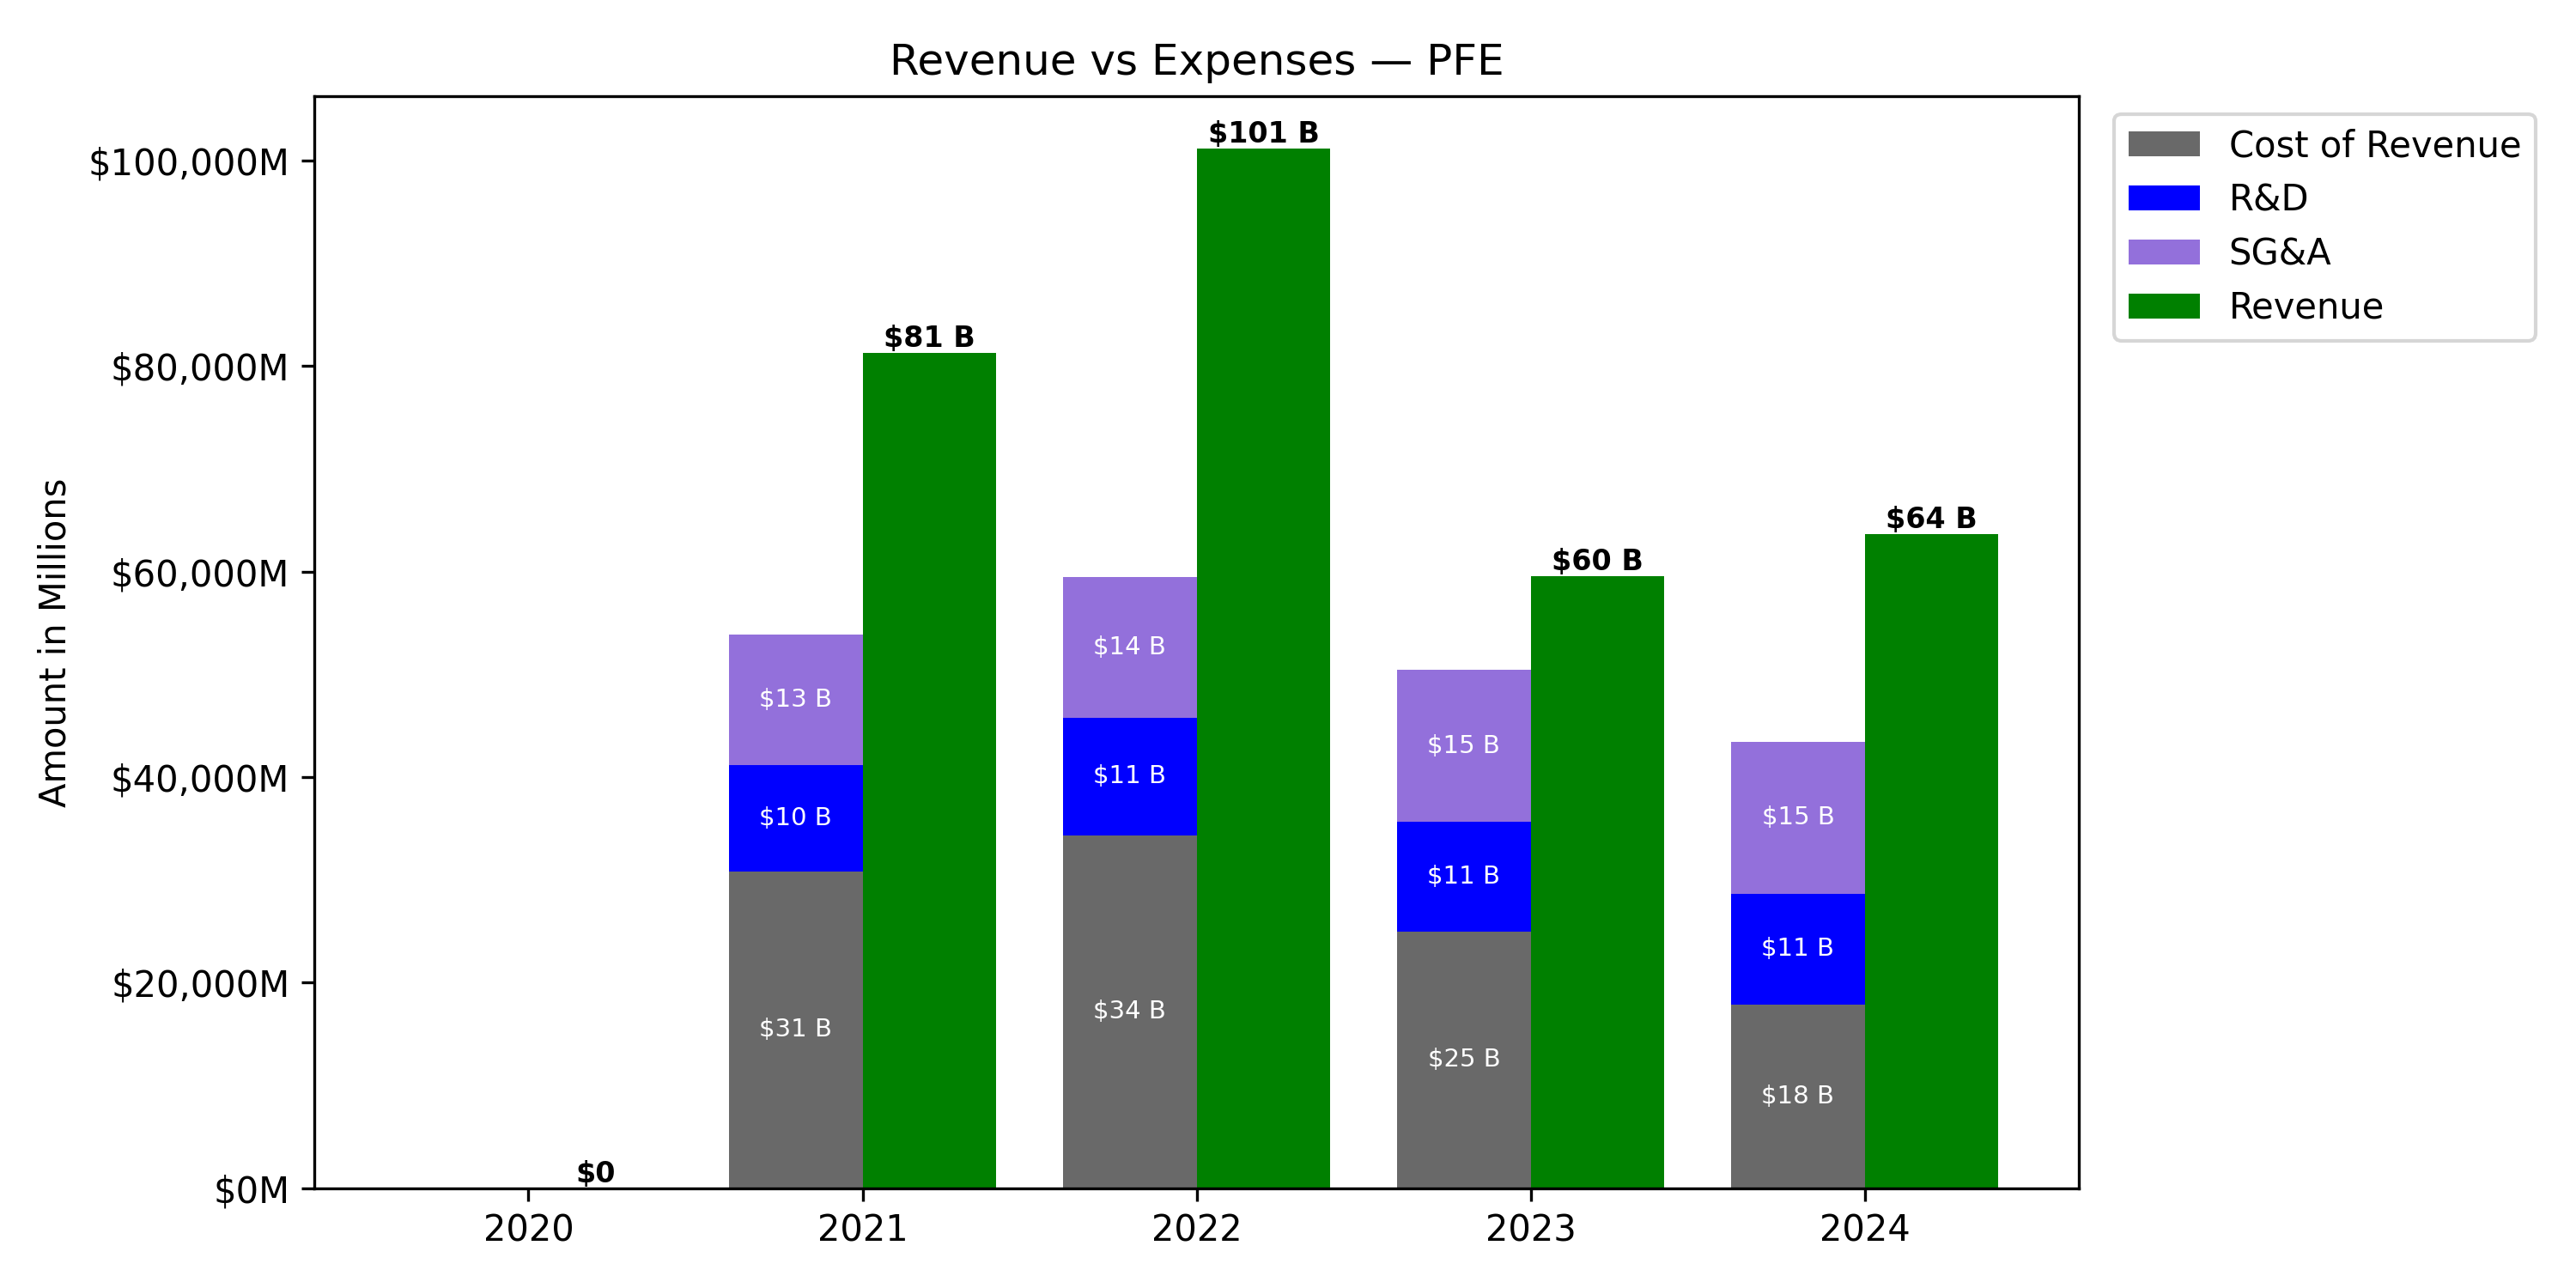 Revenue vs Expenses — PFE
Amount in Millions
$100,000M
$80,000M
$60,000M
$40,000M
$20,000M
$0M
2020
2021
2022
2023
2024
$0
$81 B
$13 B
$10 B
$31 B
$101 B
$14 B
$11 B
$34 B
$60 B
$15 B
$11 B
$25 B
$64 B
$15 B
$11 B
$18 B
Cost of Revenue
R&D
SG&A
Revenue